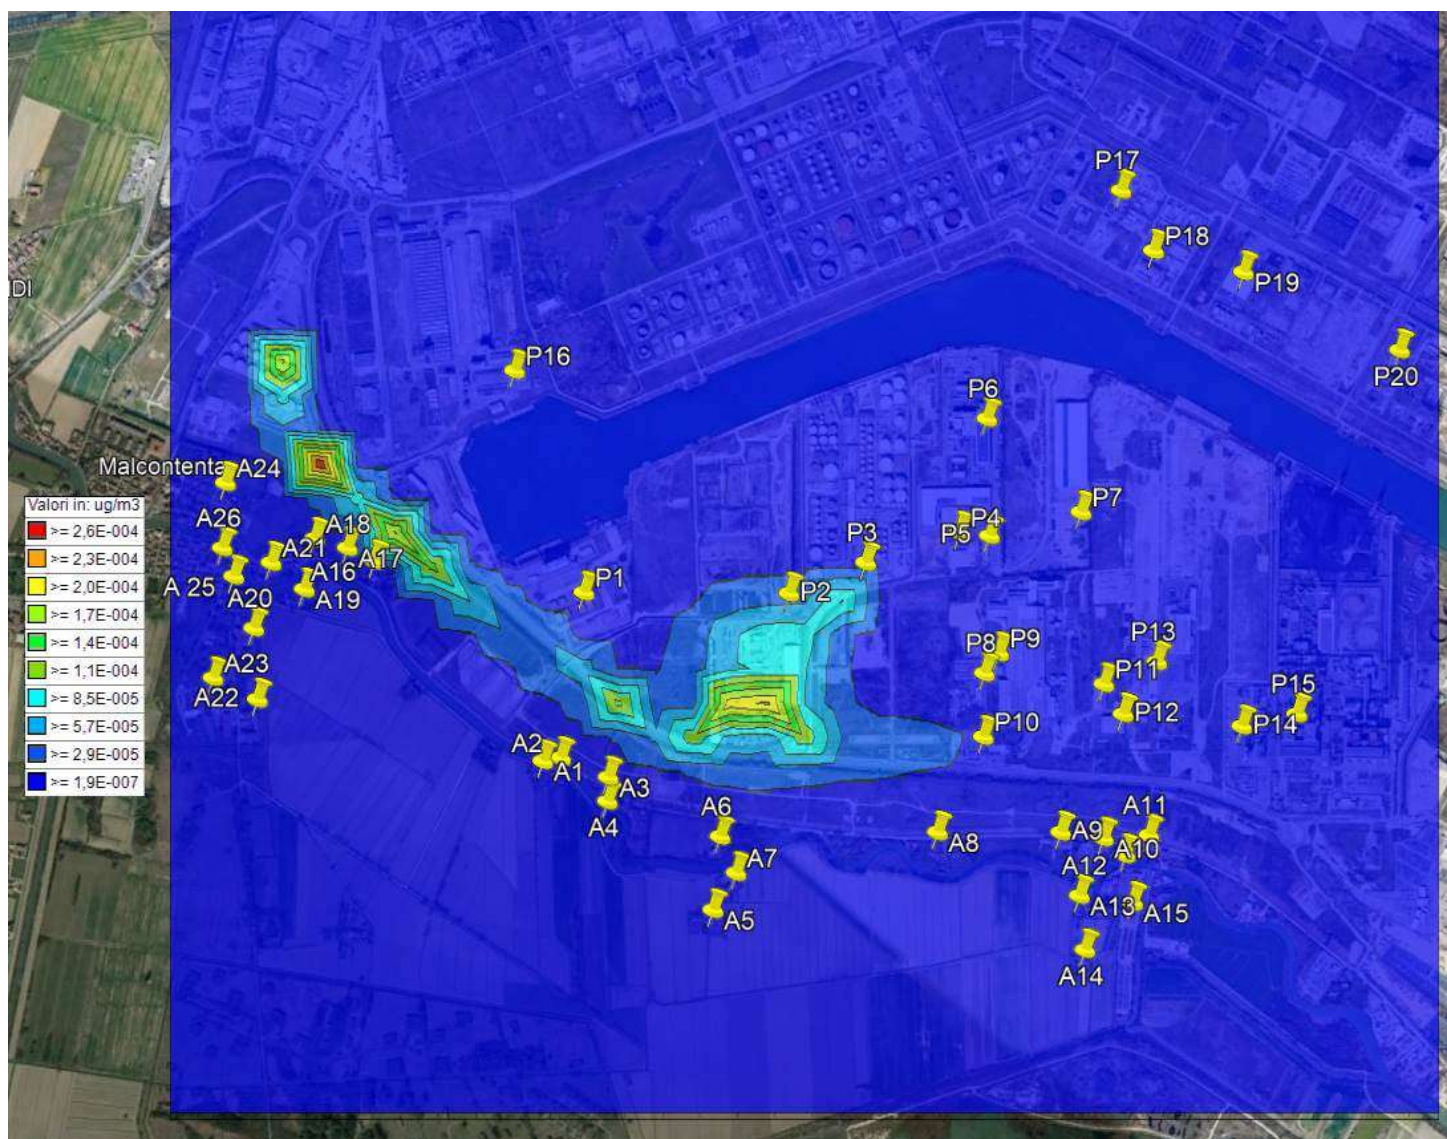 P17
P18
P19
IDI
P16
P20
P6
Malcontenta
A24
Valori in: ug/m3
>= 2,6E-004
>= 2,3E-004
>= 2,0E-004
>= 1,7E-004
>= 1,4E-004
>= 1,1E-004
>= 8,5E-005
>= 5,7E-005
>= 2,9E-005
>= 1,9E-007
P7
A26
A18
P4
P5
P3
A21
A17
A16
P1
A 25
A20
A19
P2
P9
P13
P8
A23
P11
A22
P15
P12
P14
P10
A2
A1
A3
A6
A11
A4
A9
A8
A10
A7
A12
A13
A15
A5
A14